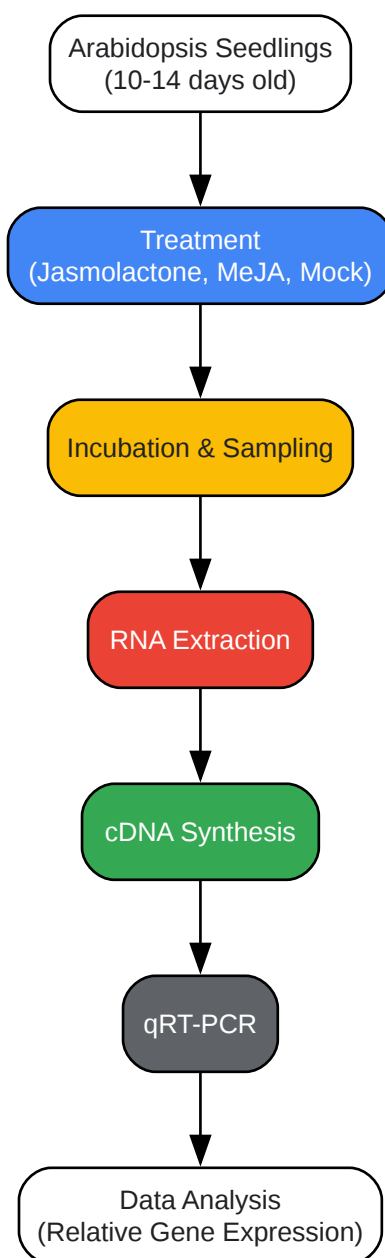 Arabidopsis Seedlings
(10-14 days old)
Treatment
(Jasmolactone, MeJA, Mock)
Incubation & Sampling
RNA Extraction
cDNA Synthesis
qRT-PCR
Data Analysis
(Relative Gene Expression)